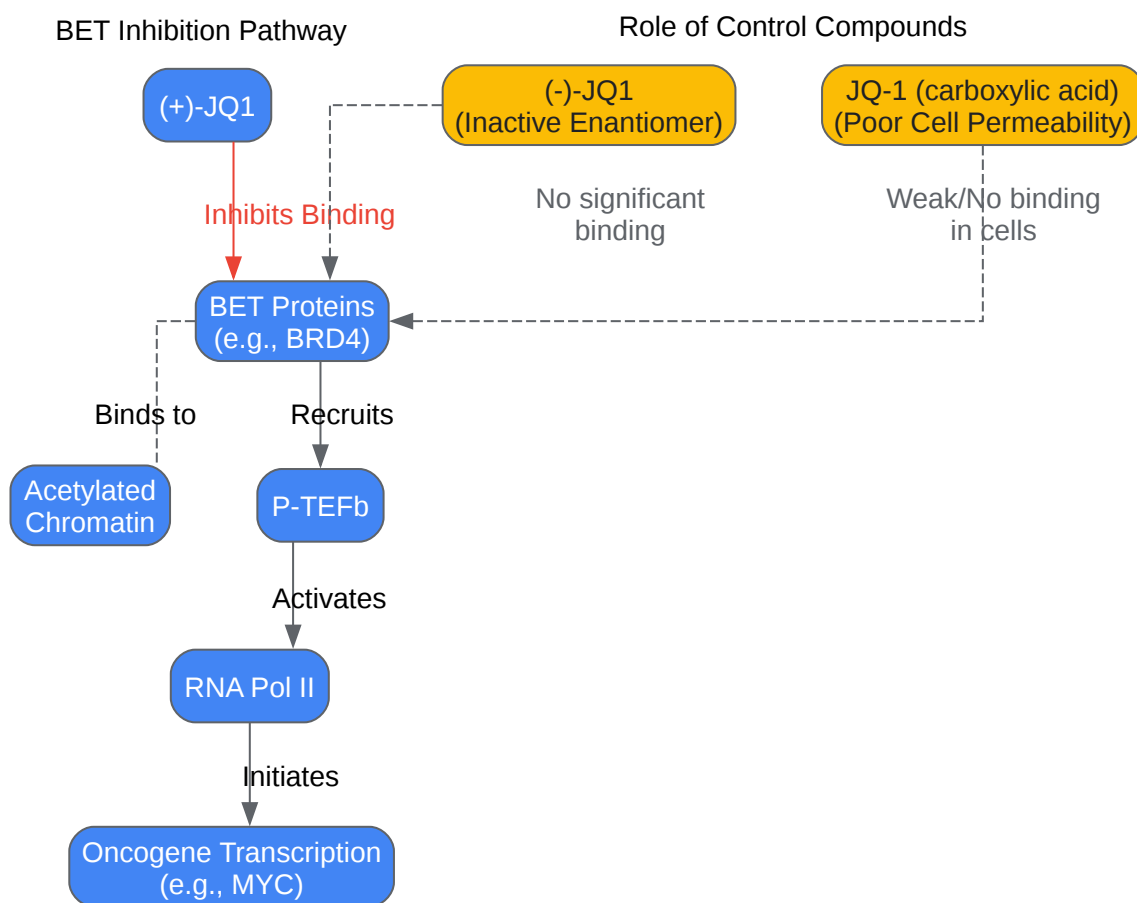 BET Inhibition Pathway
Role of Control Compounds
(+)-JQ1
(-)-JQ1
(Inactive Enantiomer)
JQ-1 (carboxylic acid)
(Poor Cell Permeability)
Inhibits Binding
No significant
binding
Weak/No binding
in cells
BET Proteins
(e.g., BRD4)
Binds to
Recruits
Acetylated
Chromatin
P-TEFb
Activates
RNA Pol II
Initiates
Oncogene Transcription
(e.g., MYC)